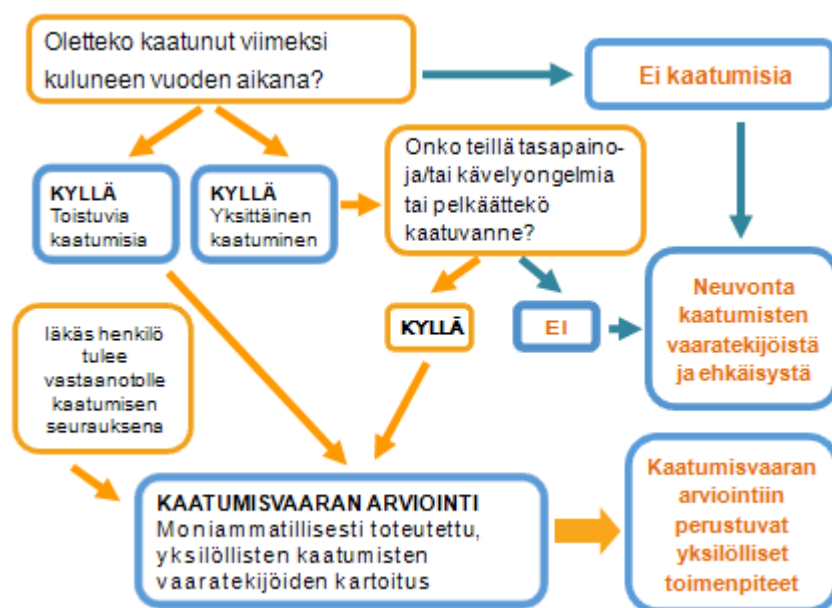 Oletteko kaatunut viimeksi
kuluneen vuoden aikana?
Ei kaatumisia
KYLLÄ
Toistuvia
kaatumisia
KYLLÄ
Yksittäinen
kaatuminen
Onko teillä tasapaino-
ja/tai kävelyongelmia
tai pelkäättekö
kaatuvanne?
KYLLÄ
EI
Neuvonta
kaatumisten
vaaratekijöistä
ja ehkäisystä
Iäkäs henkilö
tulee
vastaanotolle
kaatumisen
seurauksena
KAATUMISVAARAN ARVIOINTI
Moniammatillisesti toteutettu,
yksilöllisten kaatumisten
vaaratekijöiden kartoitus
Kaatumisvaaran
arviointiin
perustuvat
yksilölliset
toimenpiteet